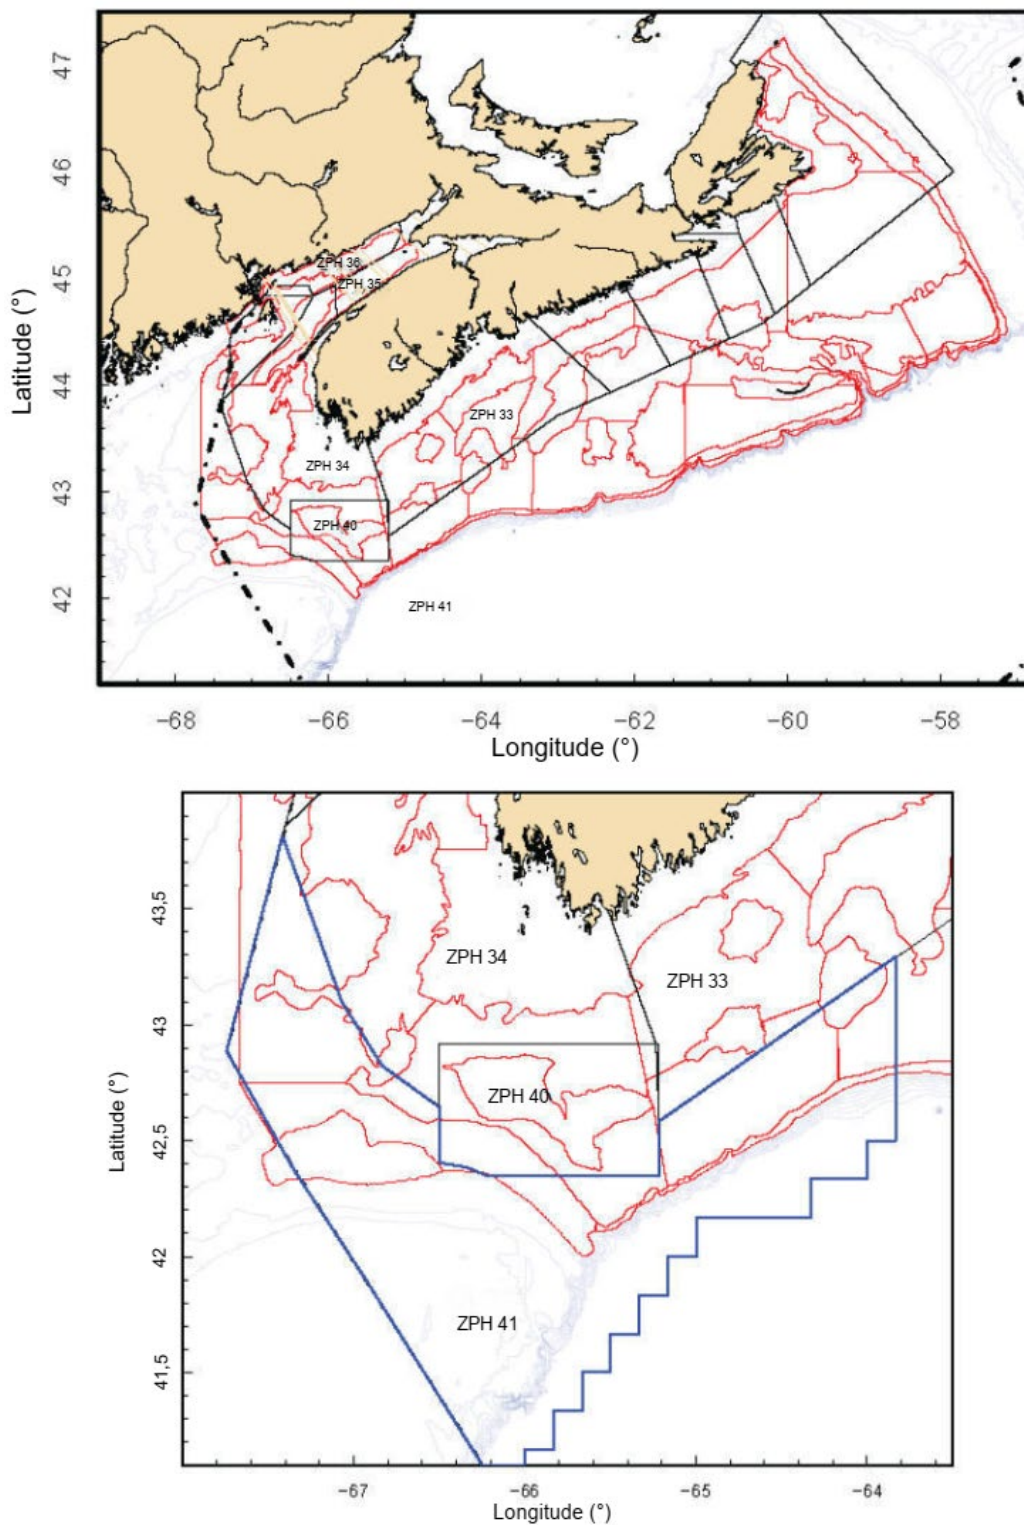 47
46
45
44
43
42
Latitude (°)
ZPH 36
ZPH 35
ZPH 33
ZPH 34
ZPH 40
ZPH 41
−68
−66
−64
−62
−60
−58
Longitude (°)
43,5
43
42,5
42
41,5
Latitude (°)
ZPH 34
ZPH 33
ZPH 40
ZPH 41
−67
−66
−65
−64
Longitude (°)